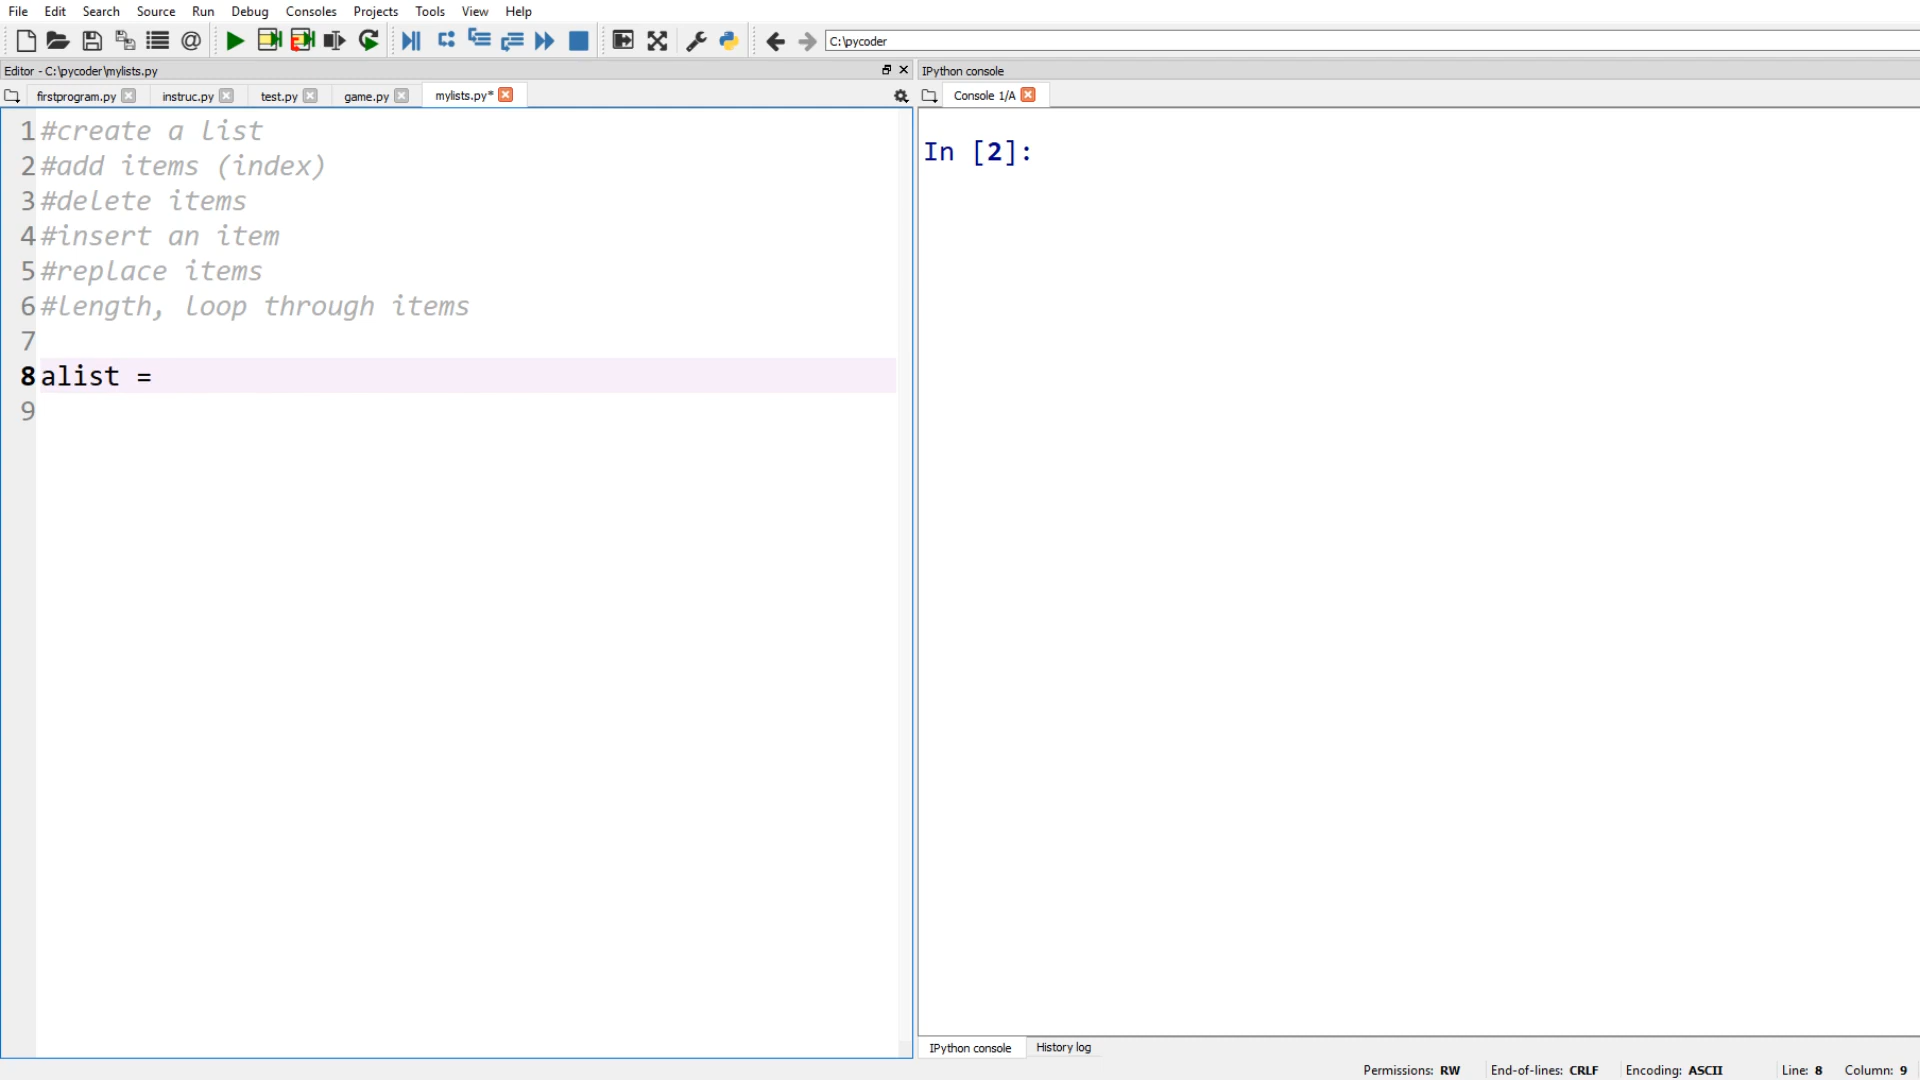 File Edit Search Source Run Debug Consoles Projects Tools View Help
C:\pycoder
Editor - C:\pycoder\mylists.py
IPython console
firstprogram.py instruc.py test.py game.py mylists.py*
Console 1/A
1 #create a list
2 #add items (index)
3 #delete items
4 #insert an item
5 #replace items
6 #length, loop through items
7
8 alist =
9
In [2]:
IPython console History log
Permissions: RW End-of-lines: CRLF Encoding: ASCII Line: 8 Column: 9